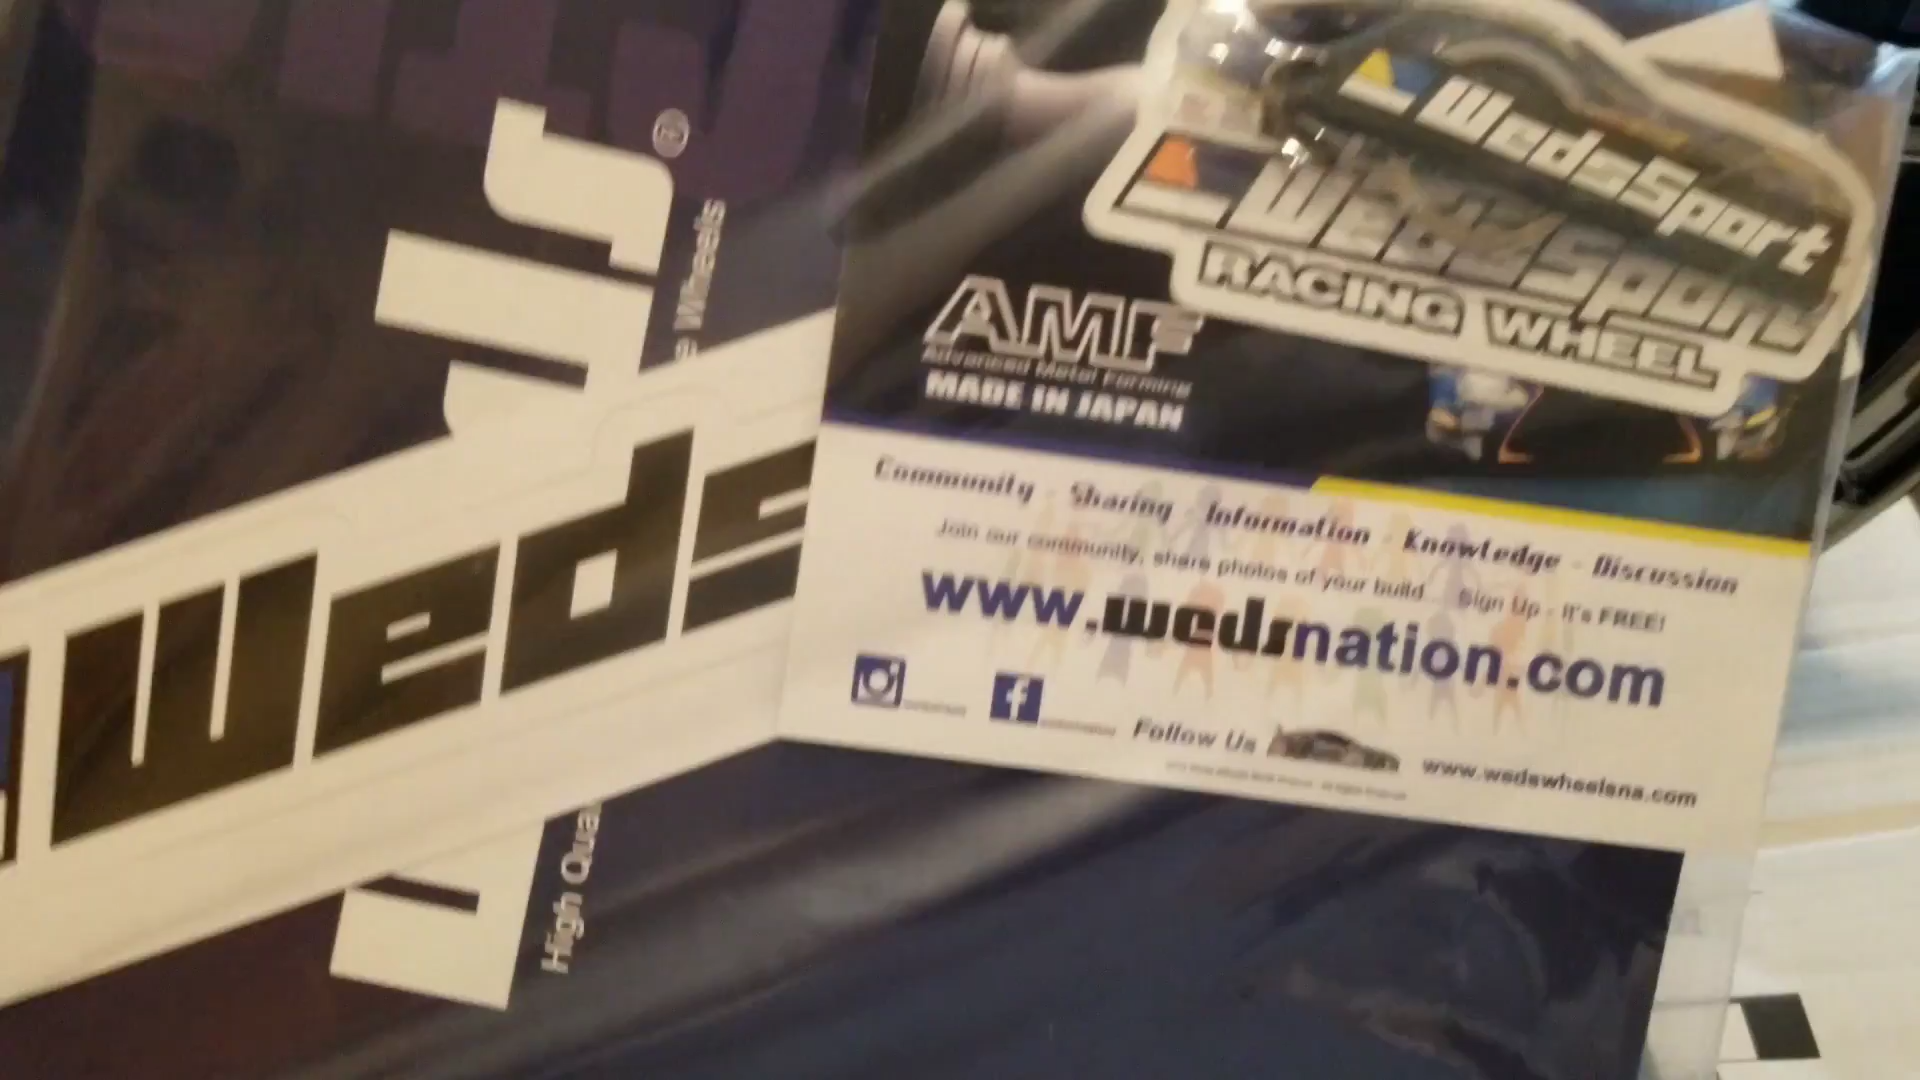 WedsSport
WedsSport
RACING WHEEL
AMF
Advanced Metal Forming
MADE IN JAPAN
Community - Sharing - Information - Knowledge - Discussion
Join our community, share photos of your build... Sign Up - It's FREE!
www.wedsnation.com
Follow Us
www.wedswheelsna.com
Weds
ds®
High Qua
e Wheels